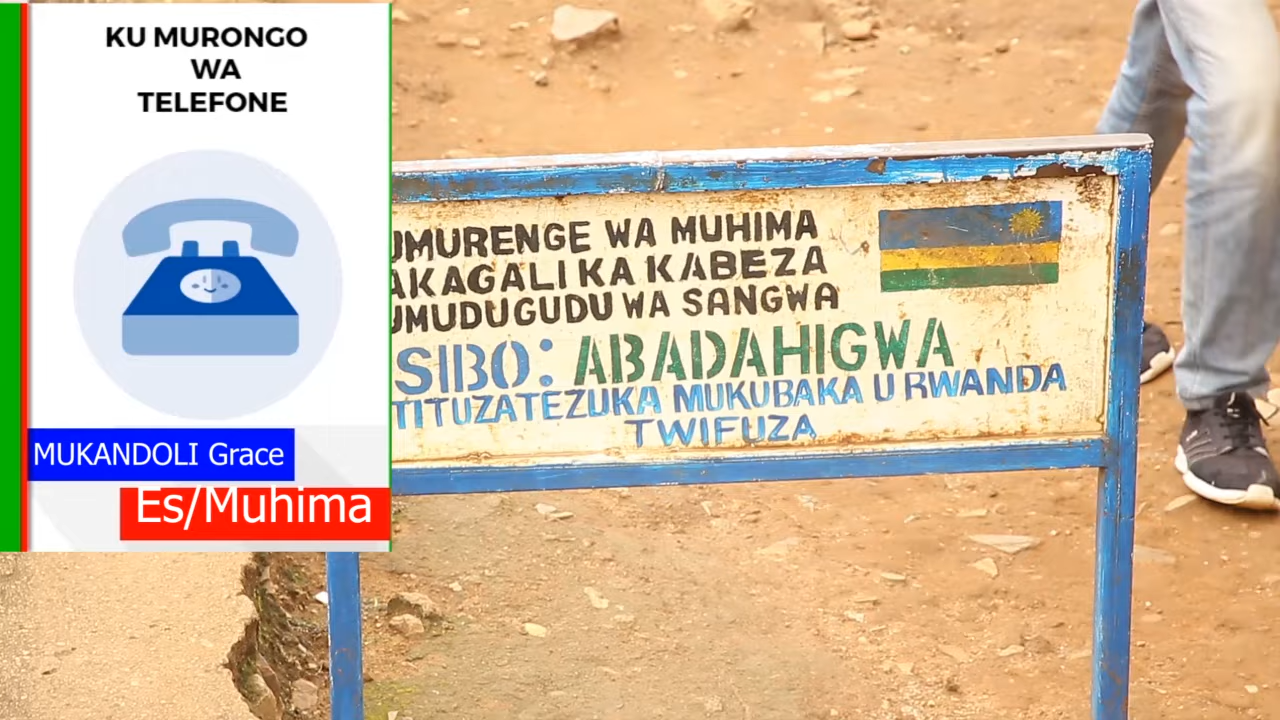 KU MURONGO
WA
TELEFONE
MUKANDOLI Grace
Es/Muhima
UMURENGE WA MUHIMA
AKAGALI KA KABEZA
UMUDUGUDU WA SANGWA
SIBO: ABADAHIGWA
TITUZATEZUKA MUKUBAKA U RWANDA
TWIFUZA